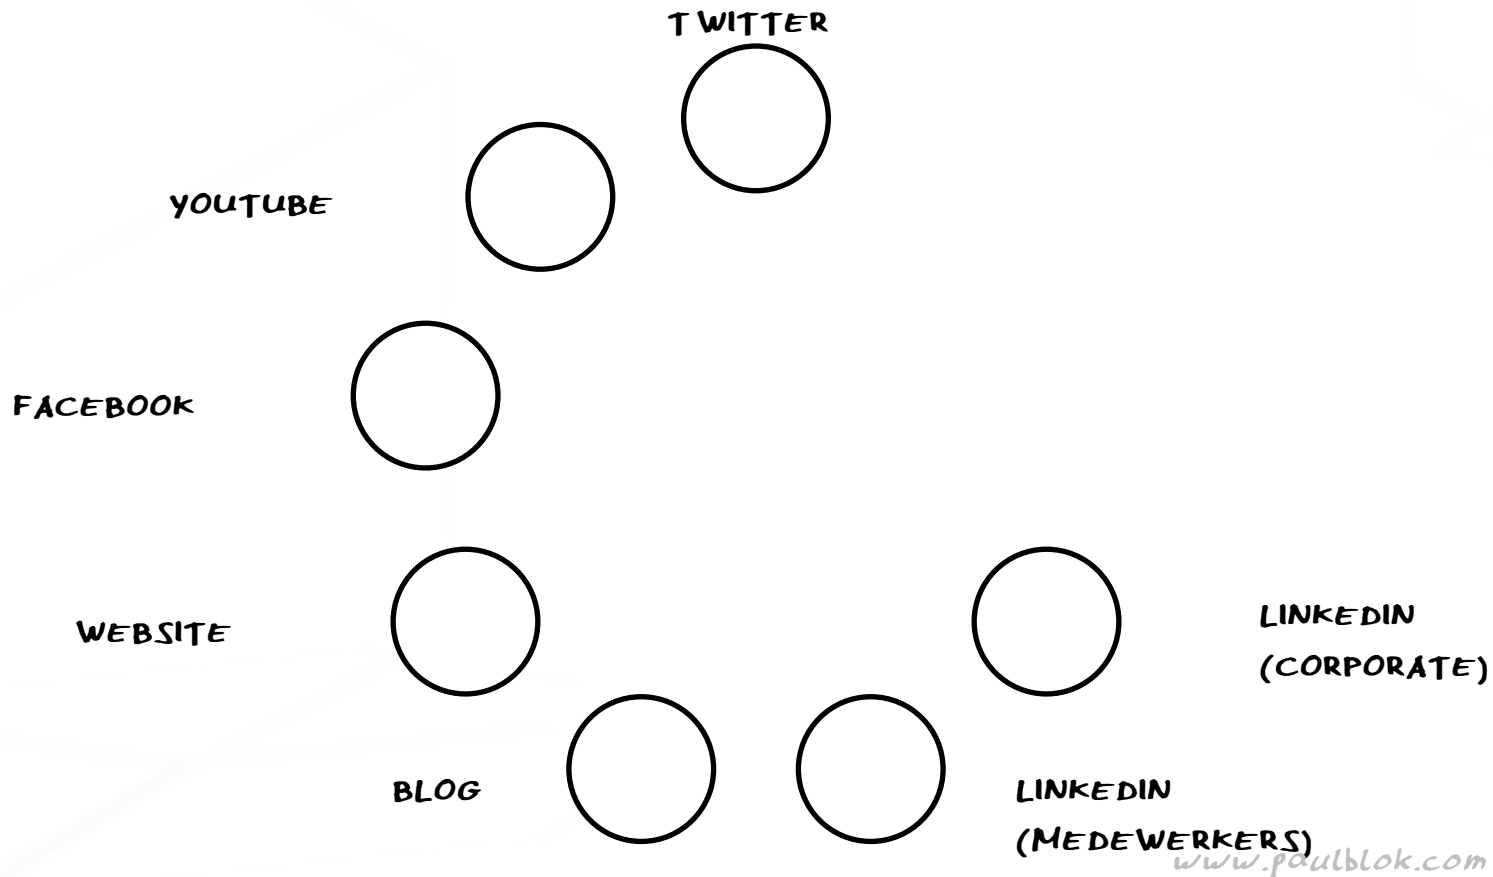 TWITTER
YOUTUBE
FACEBOOK
WEBSITE
LINKEDIN
(CORPORATE)
BLOG
LINKEDIN
(MEDEWERKERS)
www.paulblok.com